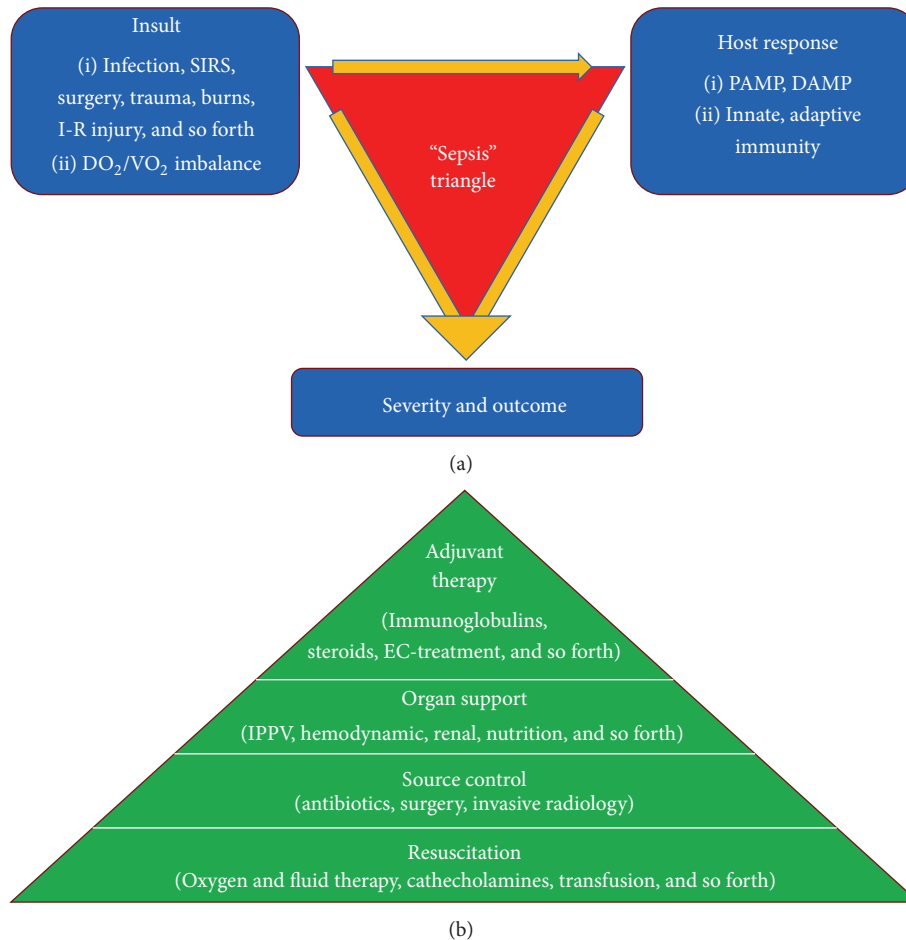 Insult
(i) Infection, SIRS,
surgery, trauma, burns,
I-R injury, and so forth
(ii) DO₂/VO₂ imbalance
“Sepsis”
triangle
Host response
(i) PAMP, DAMP
(ii) Innate, adaptive
immunity
Severity and outcome
(a)
Adjuvant
therapy
(Immunoglobulins,
steroids, EC-treatment, and so forth)
Organ support
(IPPV, hemodynamic, renal, nutrition, and so forth)
Source control
(antibiotics, surgery, invasive radiology)
Resuscitation
(Oxygen and fluid therapy, cathecholamines, transfusion, and so forth)
(b)